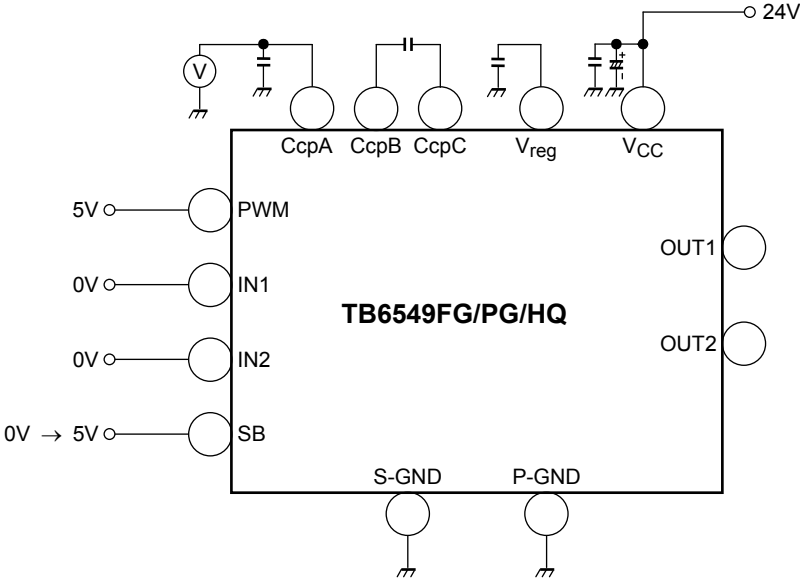 24V
V
CcpA CcpB CcpC Vreg VCC
5V PWM
OUT1
0V IN1
TB6549FG/PG/HQ
OUT2
0V IN2
0V → 5V SB
S-GND P-GND